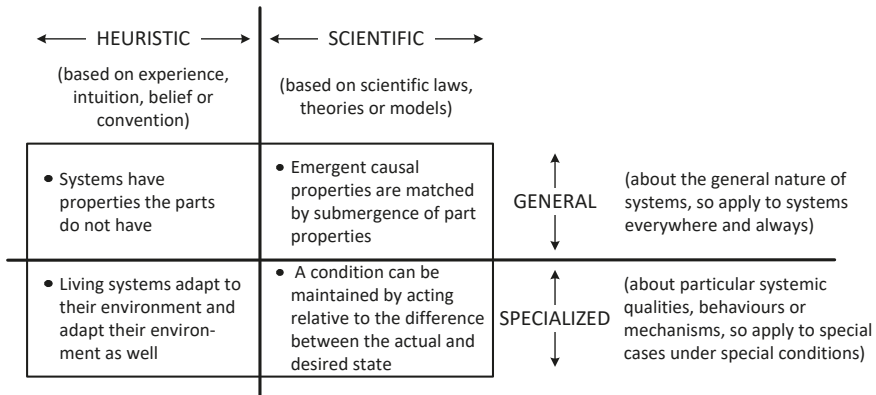 HEURISTIC
SCIENTIFIC
(based on experience,
intuition, belief or
convention)
(based on scientific laws,
theories or models)
• Systems have
properties the parts
do not have
• Emergent causal
properties are matched
by submergence of part
properties
GENERAL
(about the general nature of
systems, so apply to systems
everywhere and always)
• Living systems adapt to
their environment and
adapt their environ-
ment as well
• A condition can be
maintained by acting
relative to the difference
between the actual and
desired state
SPECIALIZED
(about particular systemic
qualities, behaviours or
mechanisms, so apply to special
cases under special conditions)